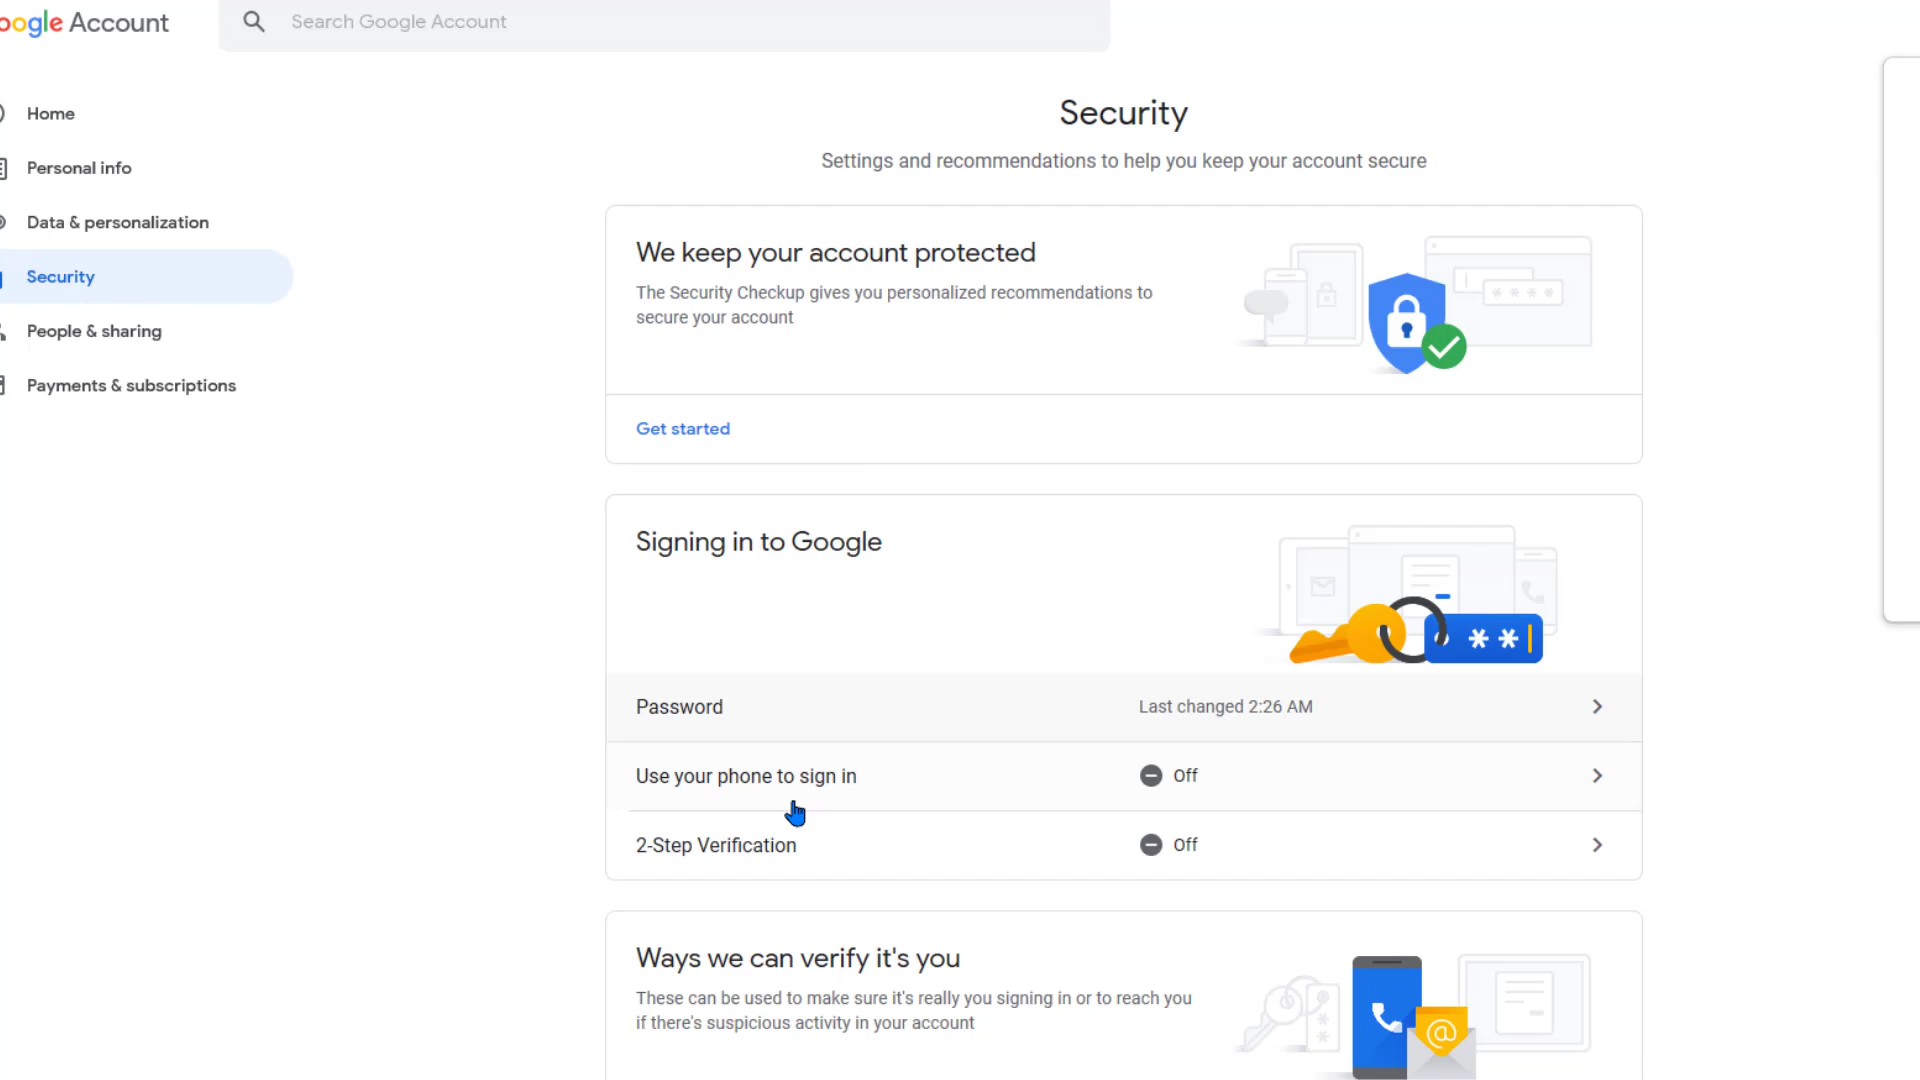 oogle Account
Search Google Account
Home
Personal info
Data & personalization
Security
People & sharing
Payments & subscriptions
Security
Settings and recommendations to help you keep your account secure
We keep your account protected
The Security Checkup gives you personalized recommendations to
secure your account
Get started
Signing in to Google
Password
Last changed 2:26 AM
Use your phone to sign in
Off
2-Step Verification
Off
Ways we can verify it's you
These can be used to make sure it's really you signing in or to reach you
if there's suspicious activity in your account